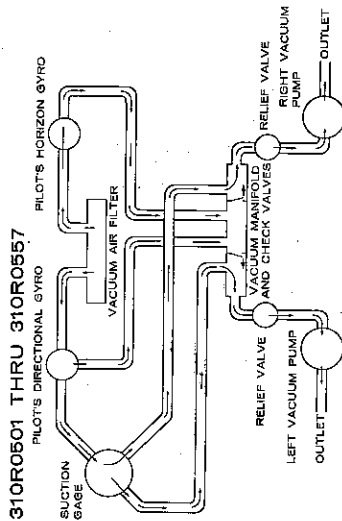 310R0501 THRU 310R0557
PILOT'S DIRECTIONAL GYRO
PILOT'S HORIZON GYRO
SUCTION
GAGE
VACUUM AIR FILTER
VACUUM MANIFOLD
AND CHECK VALVES
RELIEF VALVE
RELIEF VALVE
LEFT VACUUM PUMP
RIGHT VACUUM
PUMP
OUTLET
OUTLET